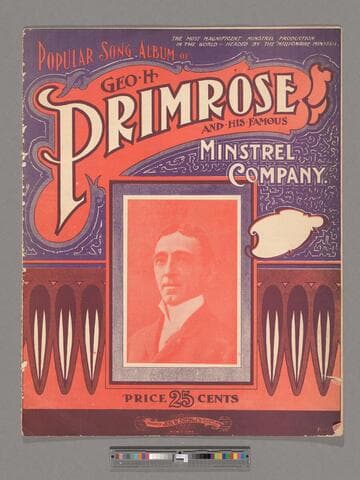 THE MOST MAGNIFICENT MINSTREL PRODUCTION
IN THE WORLD - HEADED BY THE "MILLIONAIRE MINSTREL"
POPULAR SONG ALBUM OF
GEO. H.
PRIMROSE
AND HIS FAMOUS
MINSTREL
COMPANY.
PRICE 25 CENTS